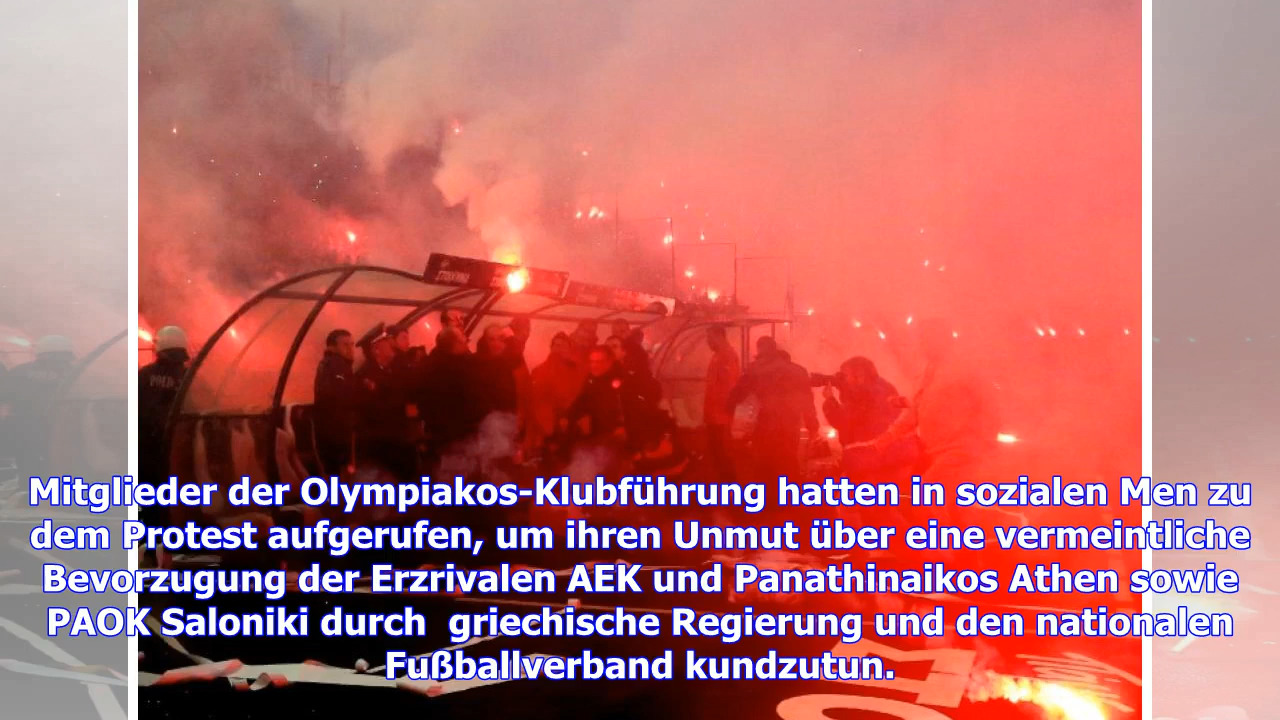 Mitglieder der Olympiakos-Klubführung hatten in sozialen Men zu
dem Protest aufgerufen, um ihren Unmut über eine vermeintliche
Bevorzugung der Erzrivalen AEK und Panathinaikos Athen sowie
PAOK Saloniki durch  griechische Regierung und den nationalen
Fußballverband kundzutun.